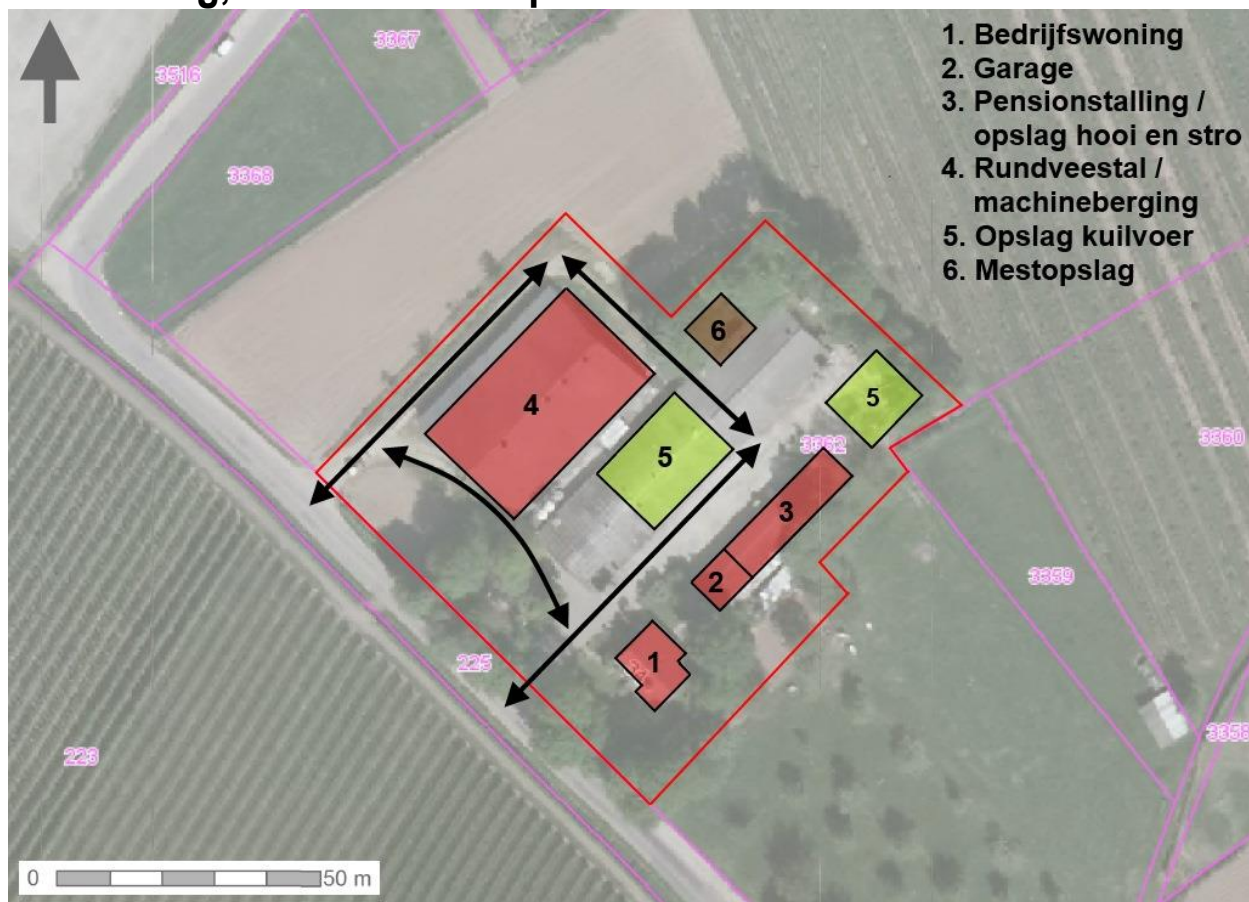 1. Bedrijfswoning
2. Garage
3. Pensionstalling /
opslag hooi en stro
4. Rundveestal /
machineberging
5. Opslag kuilvoer
6. Mestopslag
3367
3516
3368
6
4
5
5
3362
3360
3
2
3359
1
225
223
3358
0 50 m